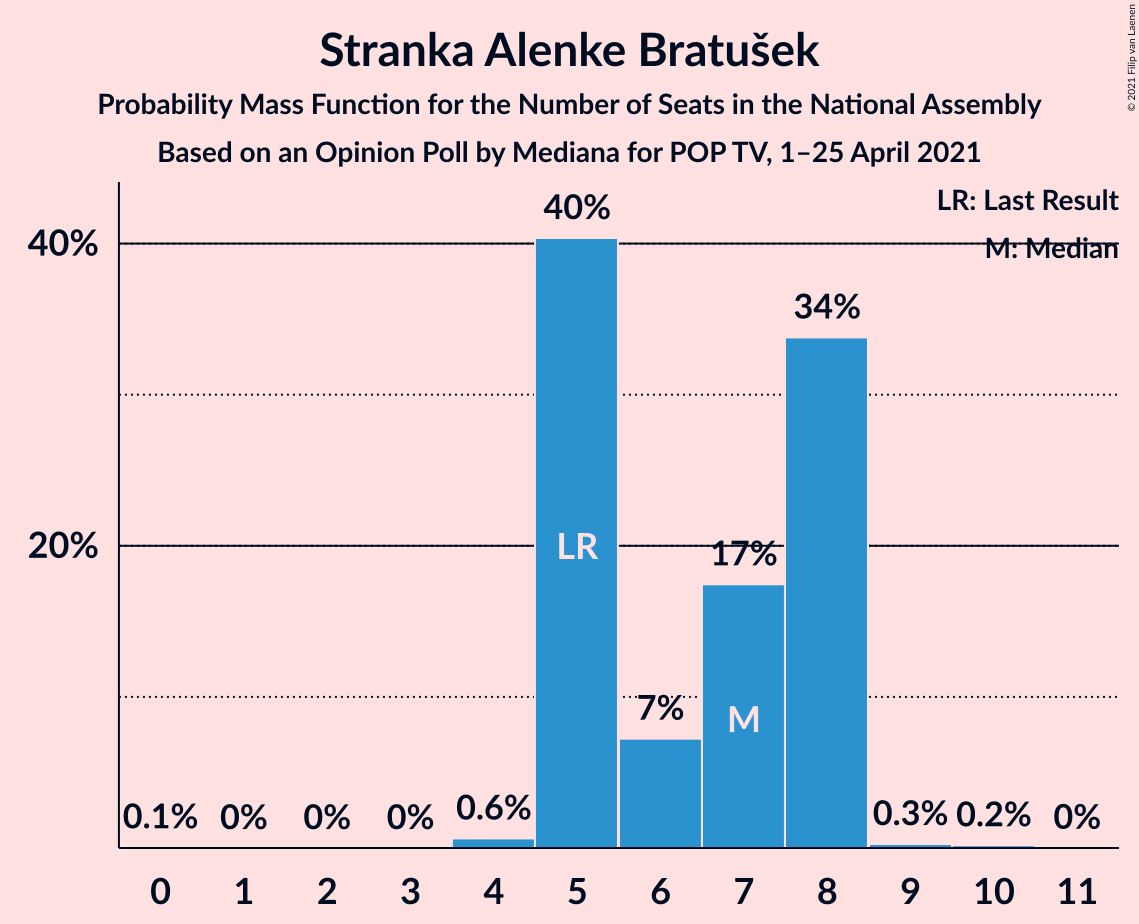 Stranka Alenke Bratušek
Probability Mass Function for the Number of Seats in the National Assembly
Based on an Opinion Poll by Mediana for POP TV, 1–25 April 2021
© 2021 Filip van Laenen
LR: Last Result
M: Median
40%
20%
0.1%
0%
0%
0%
0.6%
40%
7%
17%
34%
0.3%
0.2%
0%
LR
M
0 1 2 3 4 5 6 7 8 9 10 11